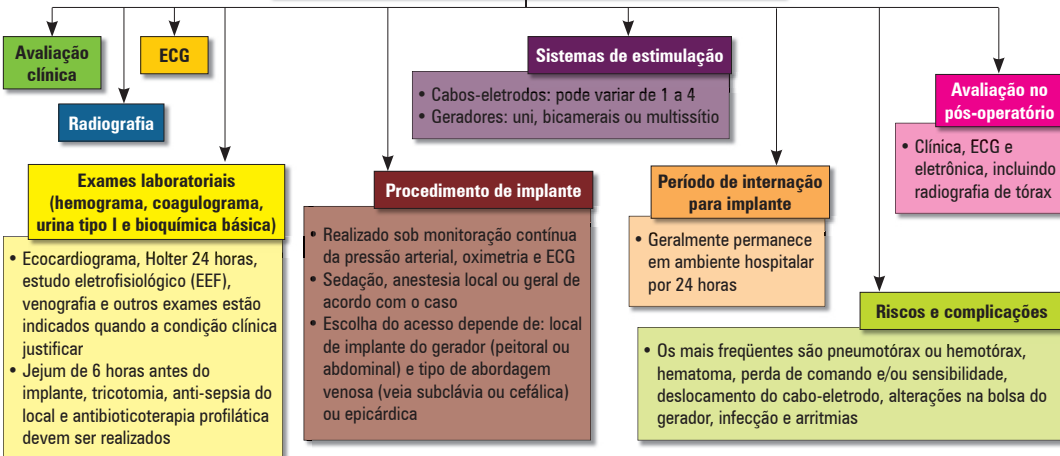 Avaliação
clínica
ECG
Radiografia
Exames laboratoriais
(hemograma, coagulograma,
urina tipo I e bioquímica básica)
• Ecocardiograma, Holter 24 horas,
estudo eletrofisiológico (EEF),
venografia e outros exames estão
indicados quando a condição clínica
justificar
• Jejum de 6 horas antes do
implante, tricotomia, anti-sepsia do
local e antibioticoterapia profilática
devem ser realizados
Procedimento de implante
• Realizado sob monitoração contínua
da pressão arterial, oximetria e ECG
• Sedação, anestesia local ou geral de
acordo com o caso
• Escolha do acesso depende de: local
de implante do gerador (peitoral ou
abdominal) e tipo de abordagem
venosa (veia subclávia ou cefálica)
ou epicárdica
Sistemas de estimulação
• Cabos-eletrodos: pode variar de 1 a 4
• Geradores: uni, bicamerais ou multissítio
Período de internação
para implante
• Geralmente permanece
em ambiente hospitalar
por 24 horas
Riscos e complicações
• Os mais freqüentes são pneumotórax ou hemotórax,
hematoma, perda de comando e/ou sensibilidade,
deslocamento do cabo-eletrodo, alterações na bolsa do
gerador, infecção e arritmias
Avaliação no
pós-operatório
• Clínica, ECG e
eletrônica, incluindo
radiografia de tórax